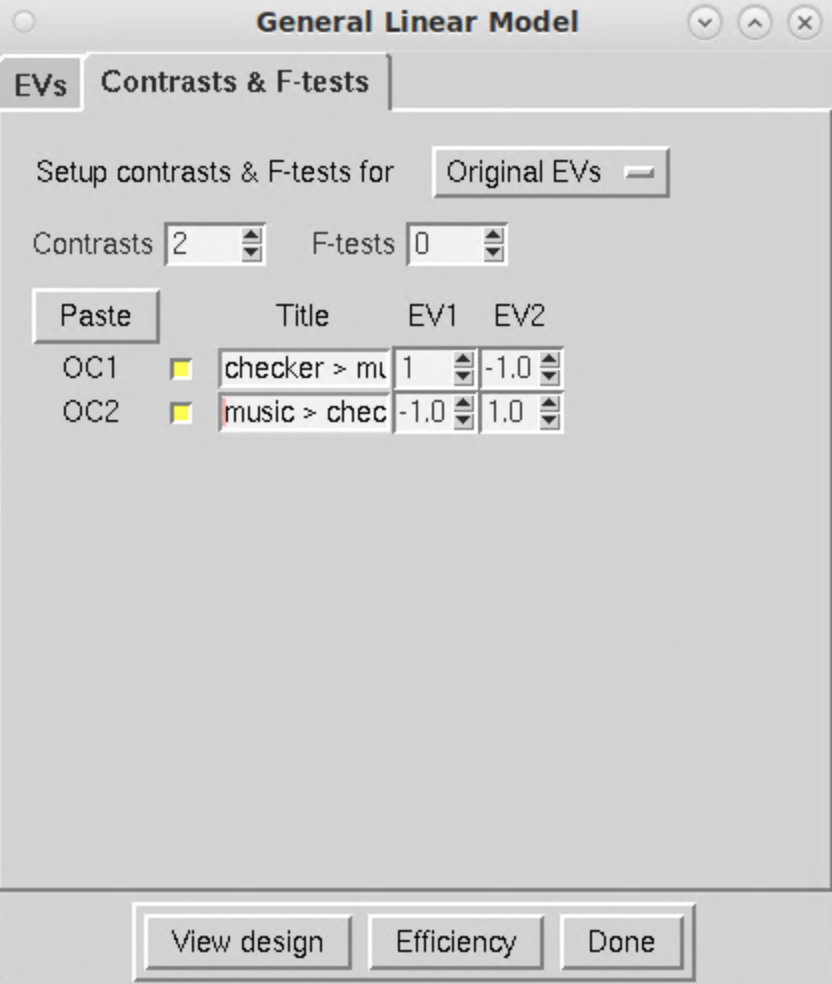 General Linear Model
EVs Contrasts & F-tests
Setup contrasts & F-tests for Original EVs
Contrasts 2 F-tests 0
Paste Title EV1 EV2
OC1 checker > mu 1 -1.0
OC2 music > chec -1.0 1.0
View design Efficiency Done